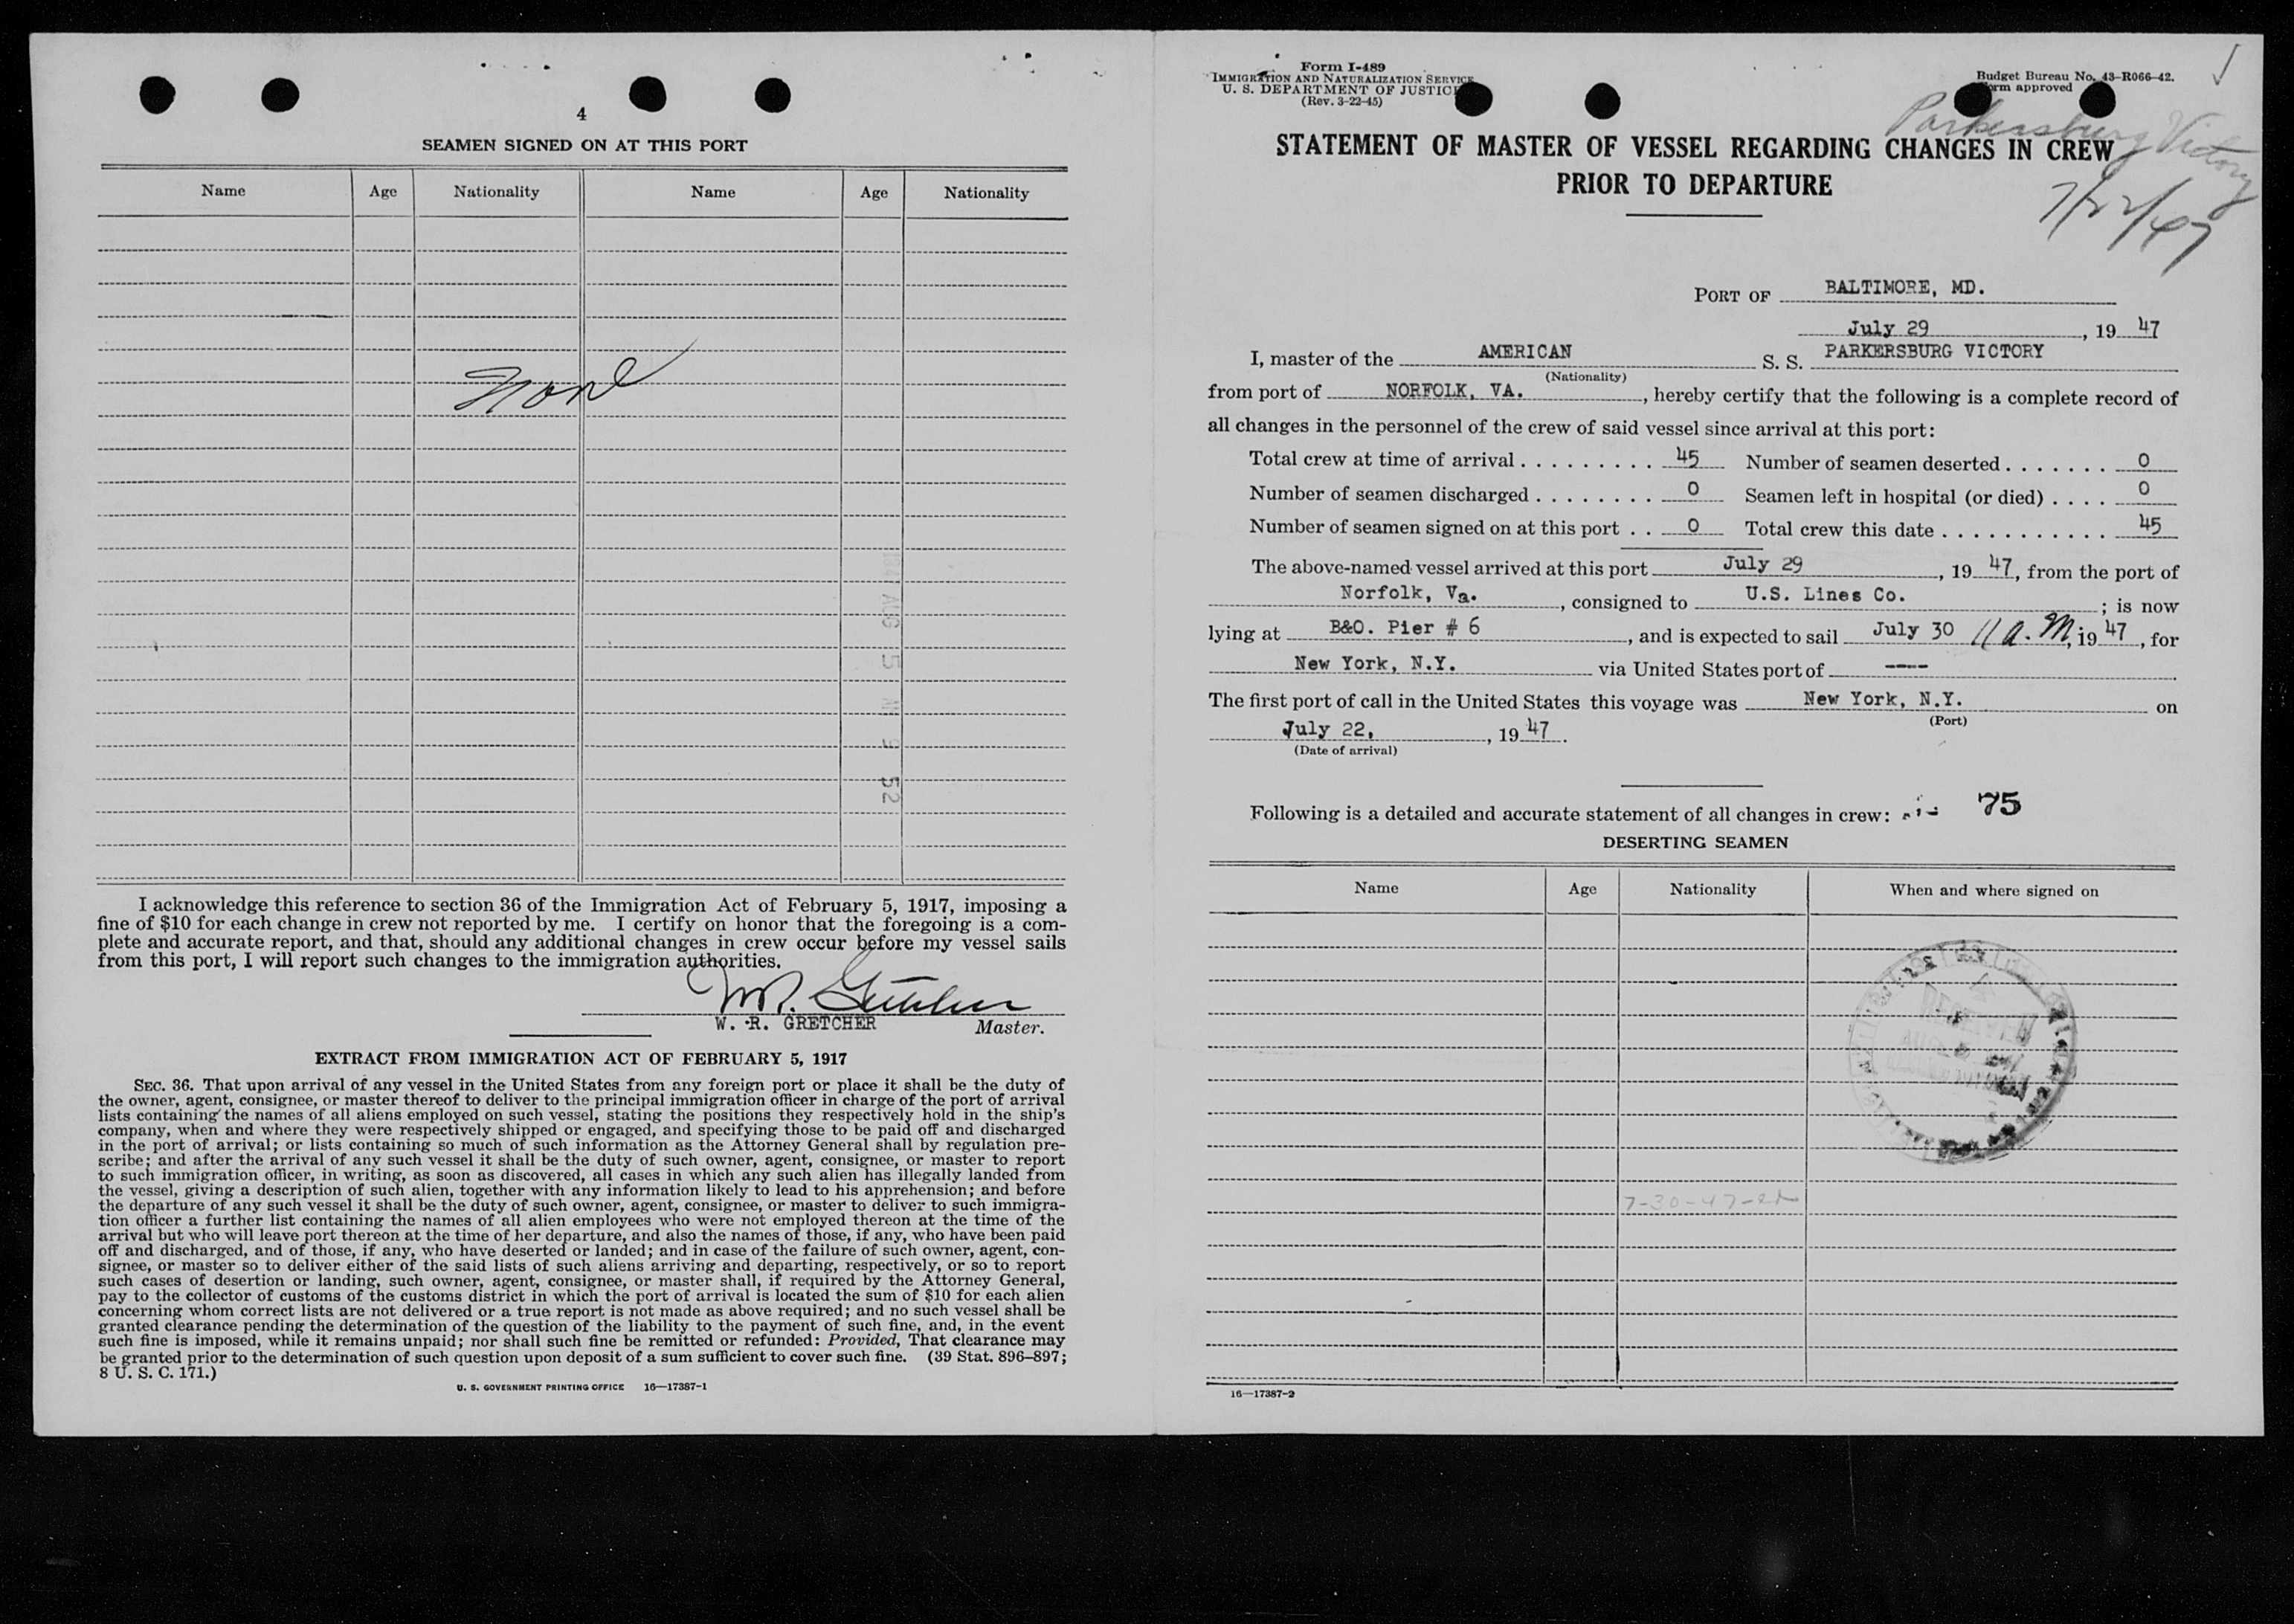 4
SEAMEN SIGNED ON AT THIS PORT
Name Age Nationality Name Age Nationality
None
AUG 5 AM 9 52
I acknowledge this reference to section 36 of the Immigration Act of February 5, 1917, imposing a
fine of $10 for each change in crew not reported by me. I certify on honor that the foregoing is a com-
plete and accurate report, and that, should any additional changes in crew occur before my vessel sails
from this port, I will report such changes to the immigration authorities.
W. R. GRETCHER Master.
EXTRACT FROM IMMIGRATION ACT OF FEBRUARY 5, 1917
SEC. 36. That upon arrival of any vessel in the United States from any foreign port or place it shall be the duty of
the owner, agent, consignee, or master thereof to deliver to the principal immigration officer in charge of the port of arrival
lists containing the names of all aliens employed on such vessel, stating the positions they respectively hold in the ship's
company, when and where they were respectively shipped or engaged, and specifying those to be paid off and discharged
in the port of arrival; or lists containing so much of such information as the Attorney General shall by regulation pre-
scribe; and after the arrival of any such vessel it shall be the duty of such owner, agent, consignee, or master to report
to such immigration officer, in writing, as soon as discovered, all cases in which any such alien has illegally landed from
the vessel, giving a description of such alien, together with any information likely to lead to his apprehension; and before
the departure of any such vessel it shall be the duty of such owner, agent, consignee, or master to deliver to such immigra-
tion officer a further list containing the names of all alien employees who were not employed thereon at the time of the
arrival but who will leave port thereon at the time of her departure, and also the names of those, if any, who have been paid
off and discharged, and of those, if any, who have deserted or landed; and in case of the failure of such owner, agent, con-
signee, or master so to deliver either of the said lists of such aliens arriving and departing, respectively, or so to report
such cases of desertion or landing, such owner, agent, consignee, or master shall, if required by the Attorney General,
pay to the collector of customs of the customs district in which the port of arrival is located the sum of $10 for each alien
concerning whom correct lists are not delivered or a true report is not made as above required; and no such vessel shall be
granted clearance pending the determination of the question of the liability to the payment of such fine, and, in the event
such fine is imposed, while it remains unpaid; nor shall such fine be remitted or refunded: Provided, That clearance may
be granted prior to the determination of such question upon deposit of a sum sufficient to cover such fine. (39 Stat. 896–897;
8 U. S. C. 171.)
U. S. GOVERNMENT PRINTING OFFICE 16—17387-1
Form I-489
IMMIGRATION AND NATURALIZATION SERVICE
U. S. DEPARTMENT OF JUSTICE
(Rev. 3-22-45)
Budget Bureau No. 43-R066-42.
Form approved
Parkersburg Victory
7/22/47
STATEMENT OF MASTER OF VESSEL REGARDING CHANGES IN CREW
PRIOR TO DEPARTURE
PORT OF BALTIMORE, MD.
July 29, 19 47
I, master of the AMERICAN S. S. PARKERSBURG VICTORY
(Nationality)
from port of NORFOLK, VA., hereby certify that the following is a complete record of
all changes in the personnel of the crew of said vessel since arrival at this port:
Total crew at time of arrival 45 Number of seamen deserted 0
Number of seamen discharged 0 Seamen left in hospital (or died) 0
Number of seamen signed on at this port 0 Total crew this date 45
The above-named vessel arrived at this port July 29, 19 47, from the port of
Norfolk, Va., consigned to U.S. Lines Co.; is now
lying at B&O. Pier # 6, and is expected to sail July 30 11 a.m., 19 47, for
New York, N.Y. via United States port of ----
The first port of call in the United States this voyage was New York, N.Y. on
(Port)
July 22, 19 47.
(Date of arrival)
Following is a detailed and accurate statement of all changes in crew: 75
DESERTING SEAMEN
Name Age Nationality When and where signed on
7-30-47
16—17387-2